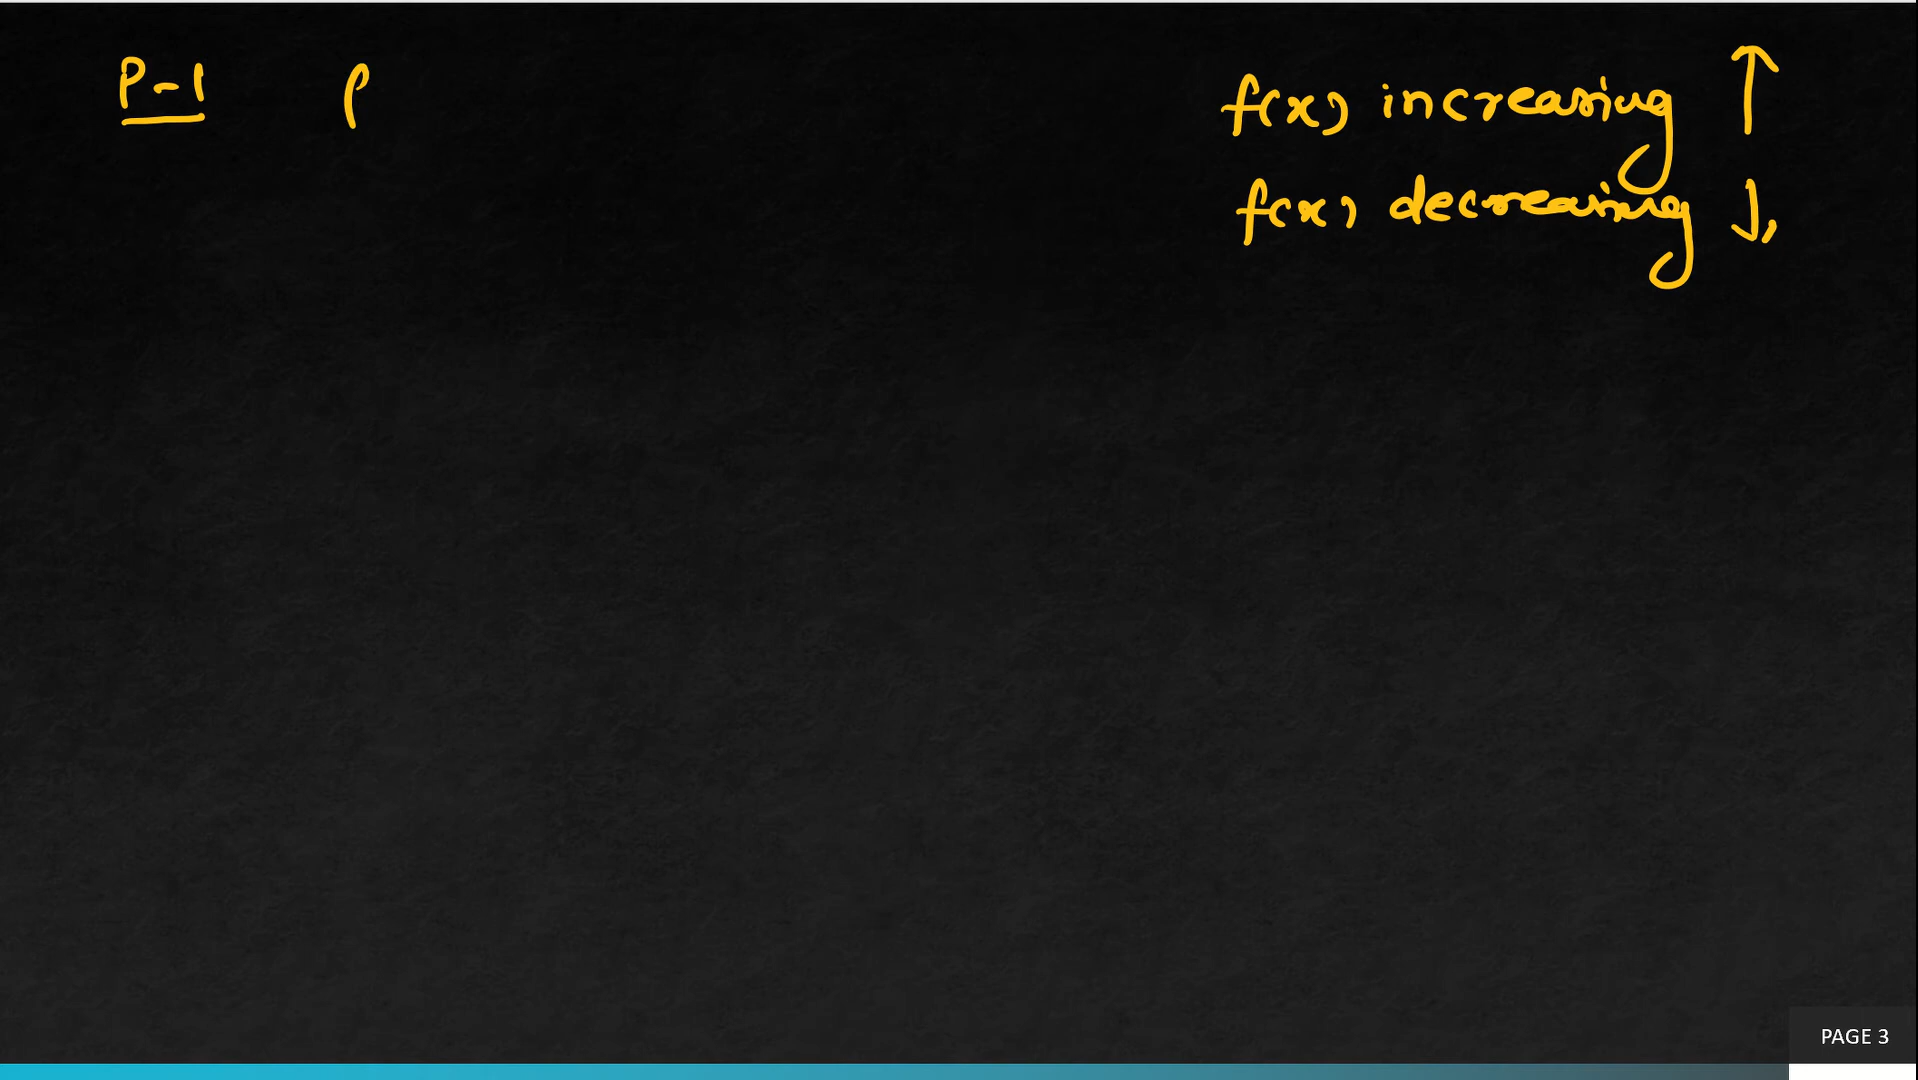 P-1
f(x) increasing ↑
f(x) decreasing ↓
PAGE 3